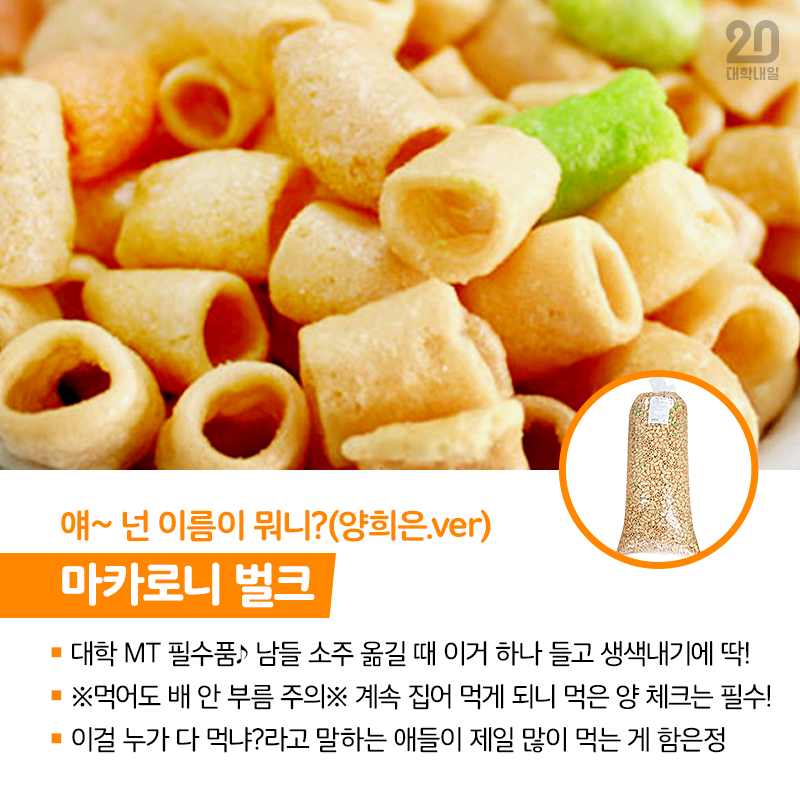 20
대학내일
얘~ 넌 이름이 뭐니?(양희은.ver)
마카로니 벌크
▪ 대학 MT 필수품♪ 남들 소주 옮길 때 이거 하나 들고 생색내기에 딱!
▪ ※먹어도 배 안 부름 주의※ 계속 집어 먹게 되니 먹은 양 체크는 필수!
▪ 이걸 누가 다 먹냐?라고 말하는 애들이 제일 많이 먹는 게 함은정